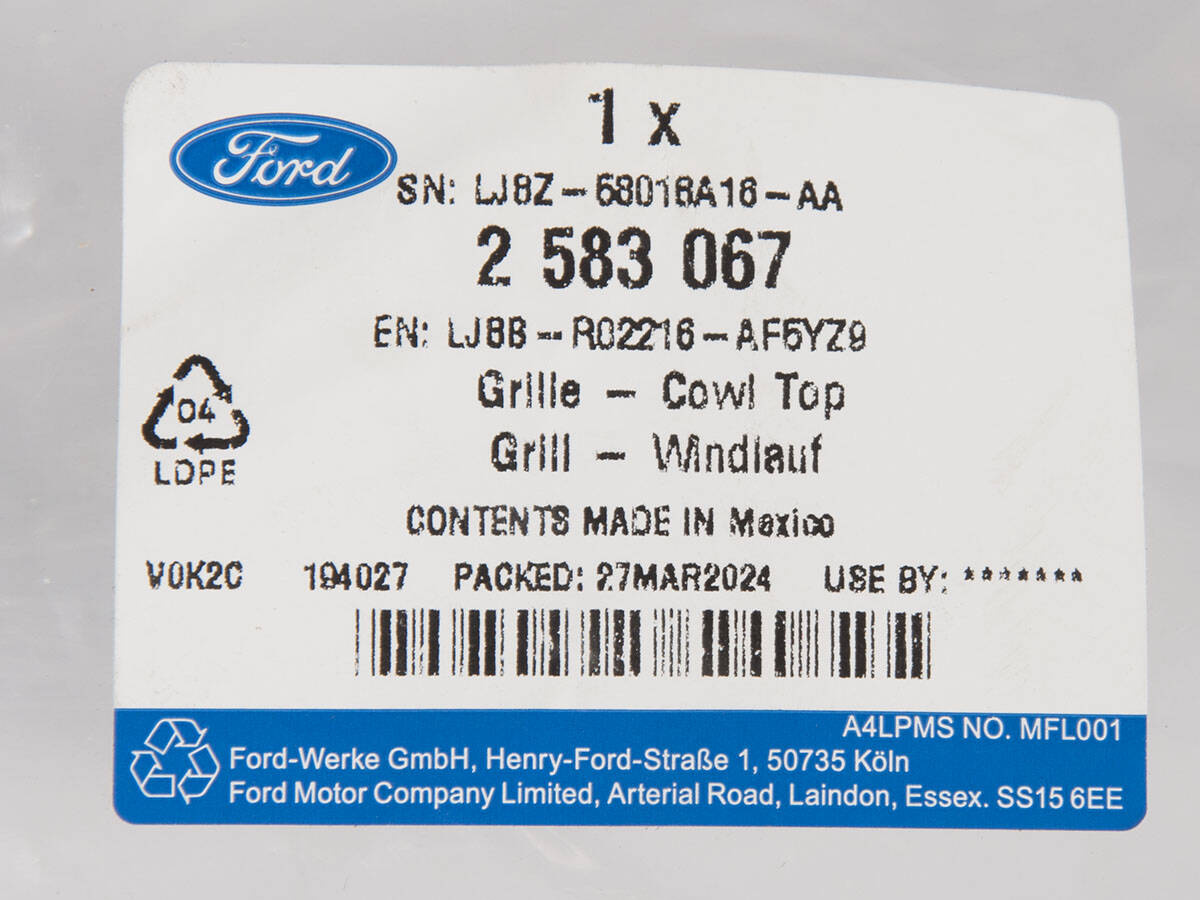 1 x
Ford
SN: LJ8Z-58018A16-AA
2 583 067
EN: LJ8B-R02216-AF5YZ9
Grille - Cowl Top
Grill - Windlauf
04
LDPE
CONTENTS MADE IN Mexico
V0K2C 194027 PACKED: 27MAR2024 USE BY: *******
A4LPMS NO. MFL001
Ford-Werke GmbH, Henry-Ford-Straße 1, 50735 Köln
Ford Motor Company Limited, Arterial Road, Laindon, Essex. SS15 6EE